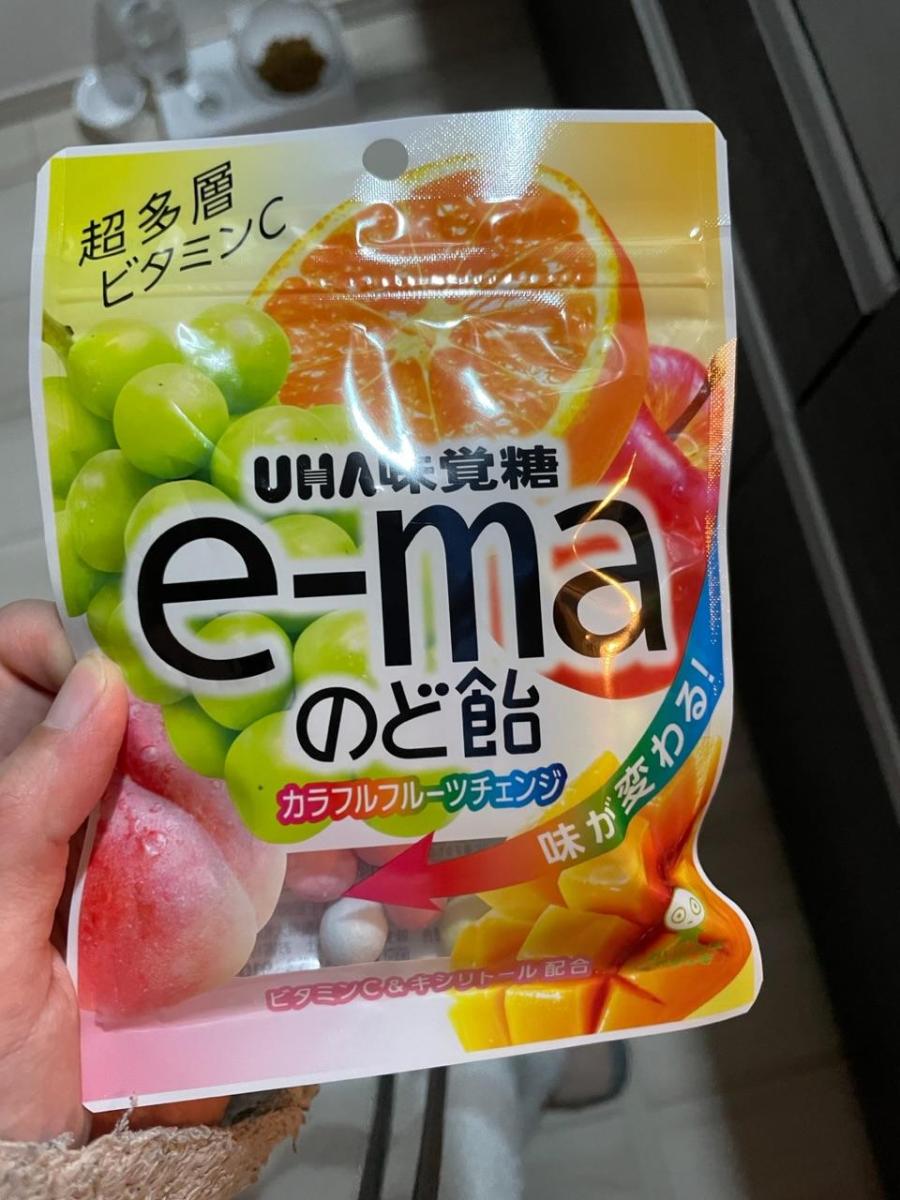 超多層
ビタミンC
UHA味覚糖
e-ma
のど飴
カラフルフルーツチェンジ
味が変わる!
ビタミンC&キシリトール 配合